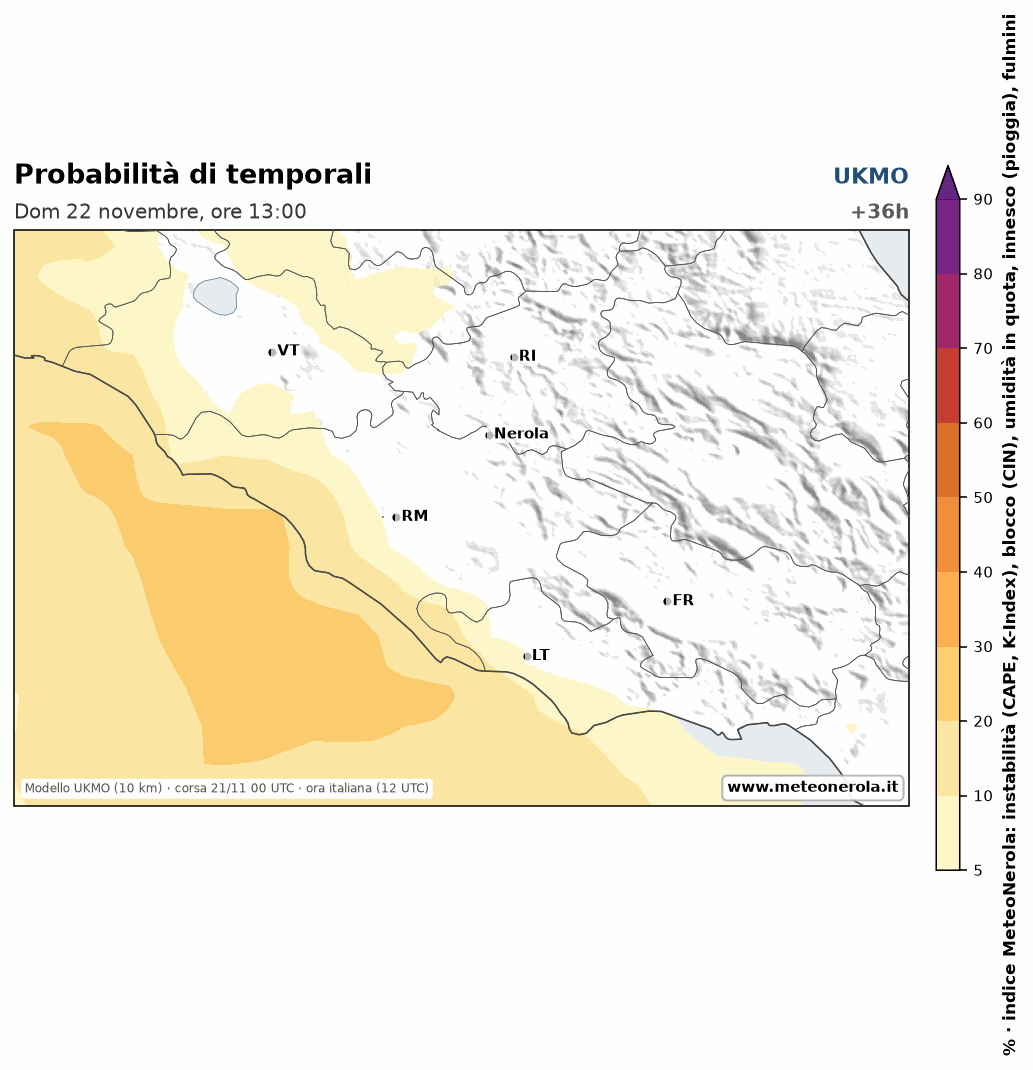 Probabilità di temporali
UKMO
Dom 22 novembre, ore 13:00
+36h
VT
RI
Nerola
RM
FR
LT
Modello UKMO (10 km) · corsa 21/11 00 UTC · ora italiana (12 UTC)
www.meteonerola.it
90
80
70
60
50
40
30
20
10
5
% · indice MeteoNerola: instabilità (CAPE, K-Index), blocco (CIN), umidità in quota, innesco (pioggia), fulmini